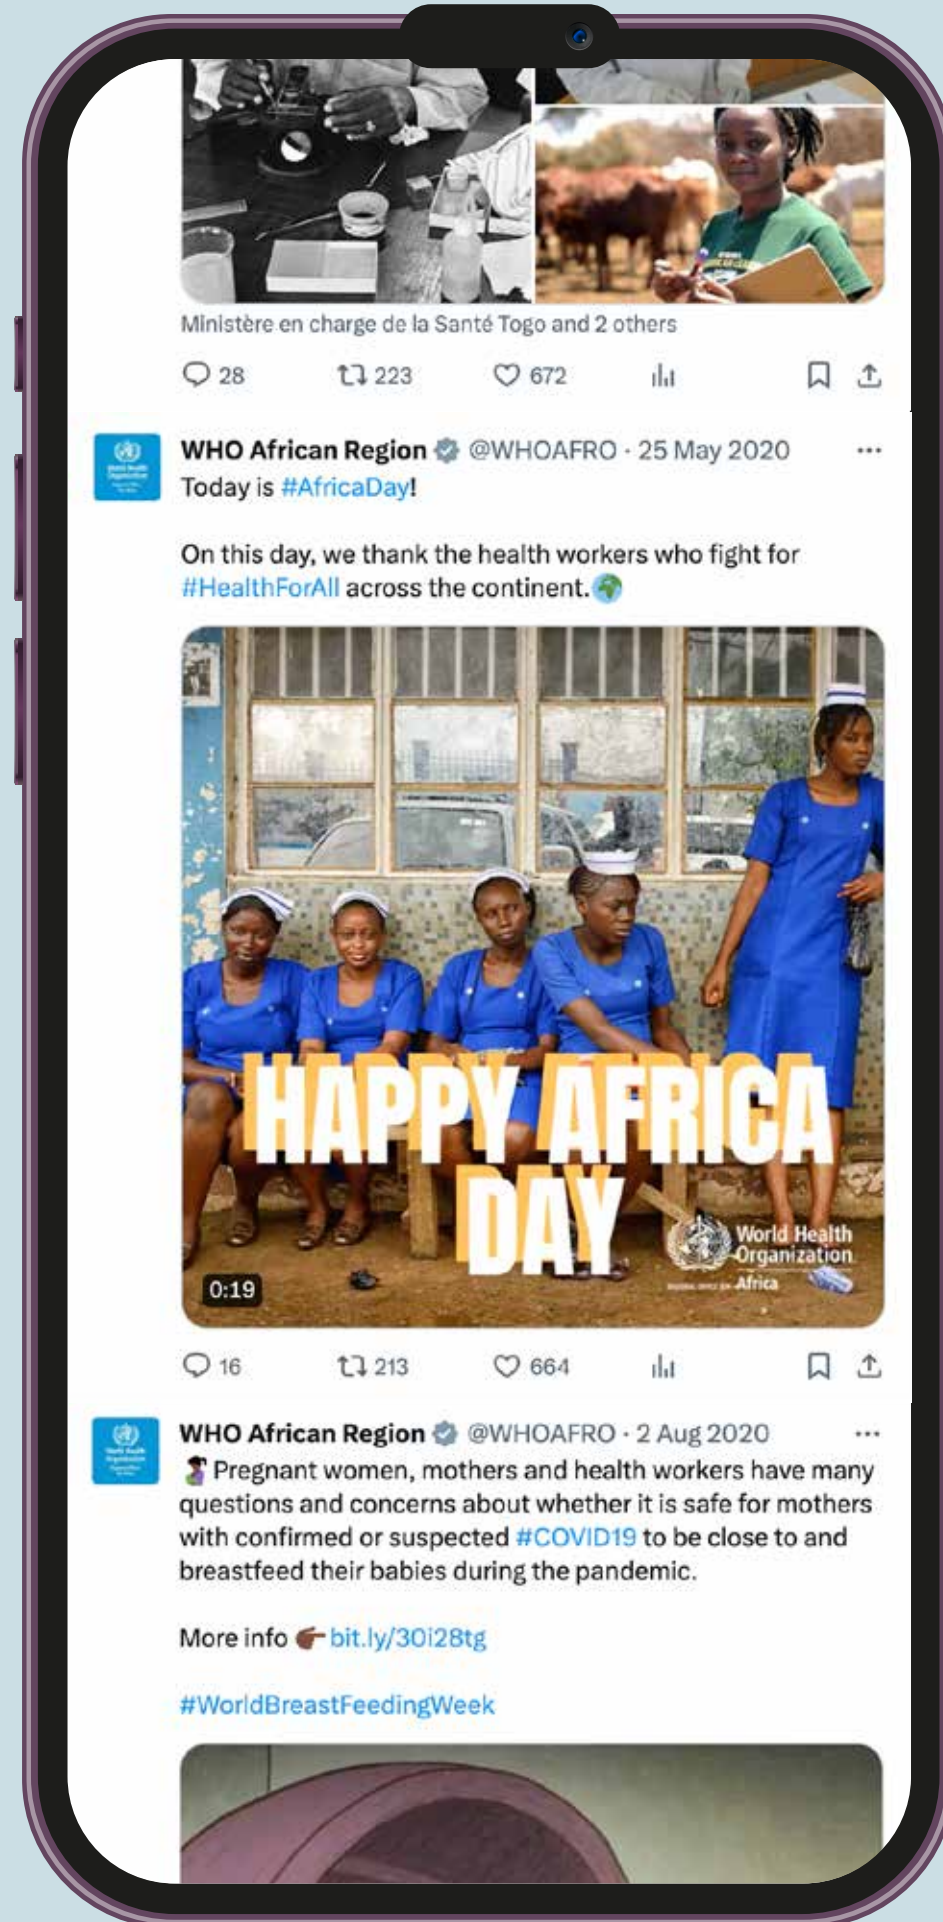 Ministère en charge de la Santé Togo and 2 others
28 223 672
WHO African Region @WHOAFRO · 25 May 2020
Today is #AfricaDay!
On this day, we thank the health workers who fight for
#HealthForAll across the continent.
HAPPY AFRICA
DAY
World Health
Organization
Africa
0:19
16 213 664
WHO African Region @WHOAFRO · 2 Aug 2020
Pregnant women, mothers and health workers have many
questions and concerns about whether it is safe for mothers
with confirmed or suspected #COVID19 to be close to and
breastfeed their babies during the pandemic.
More info bit.ly/30i28tg
#WorldBreastFeedingWeek